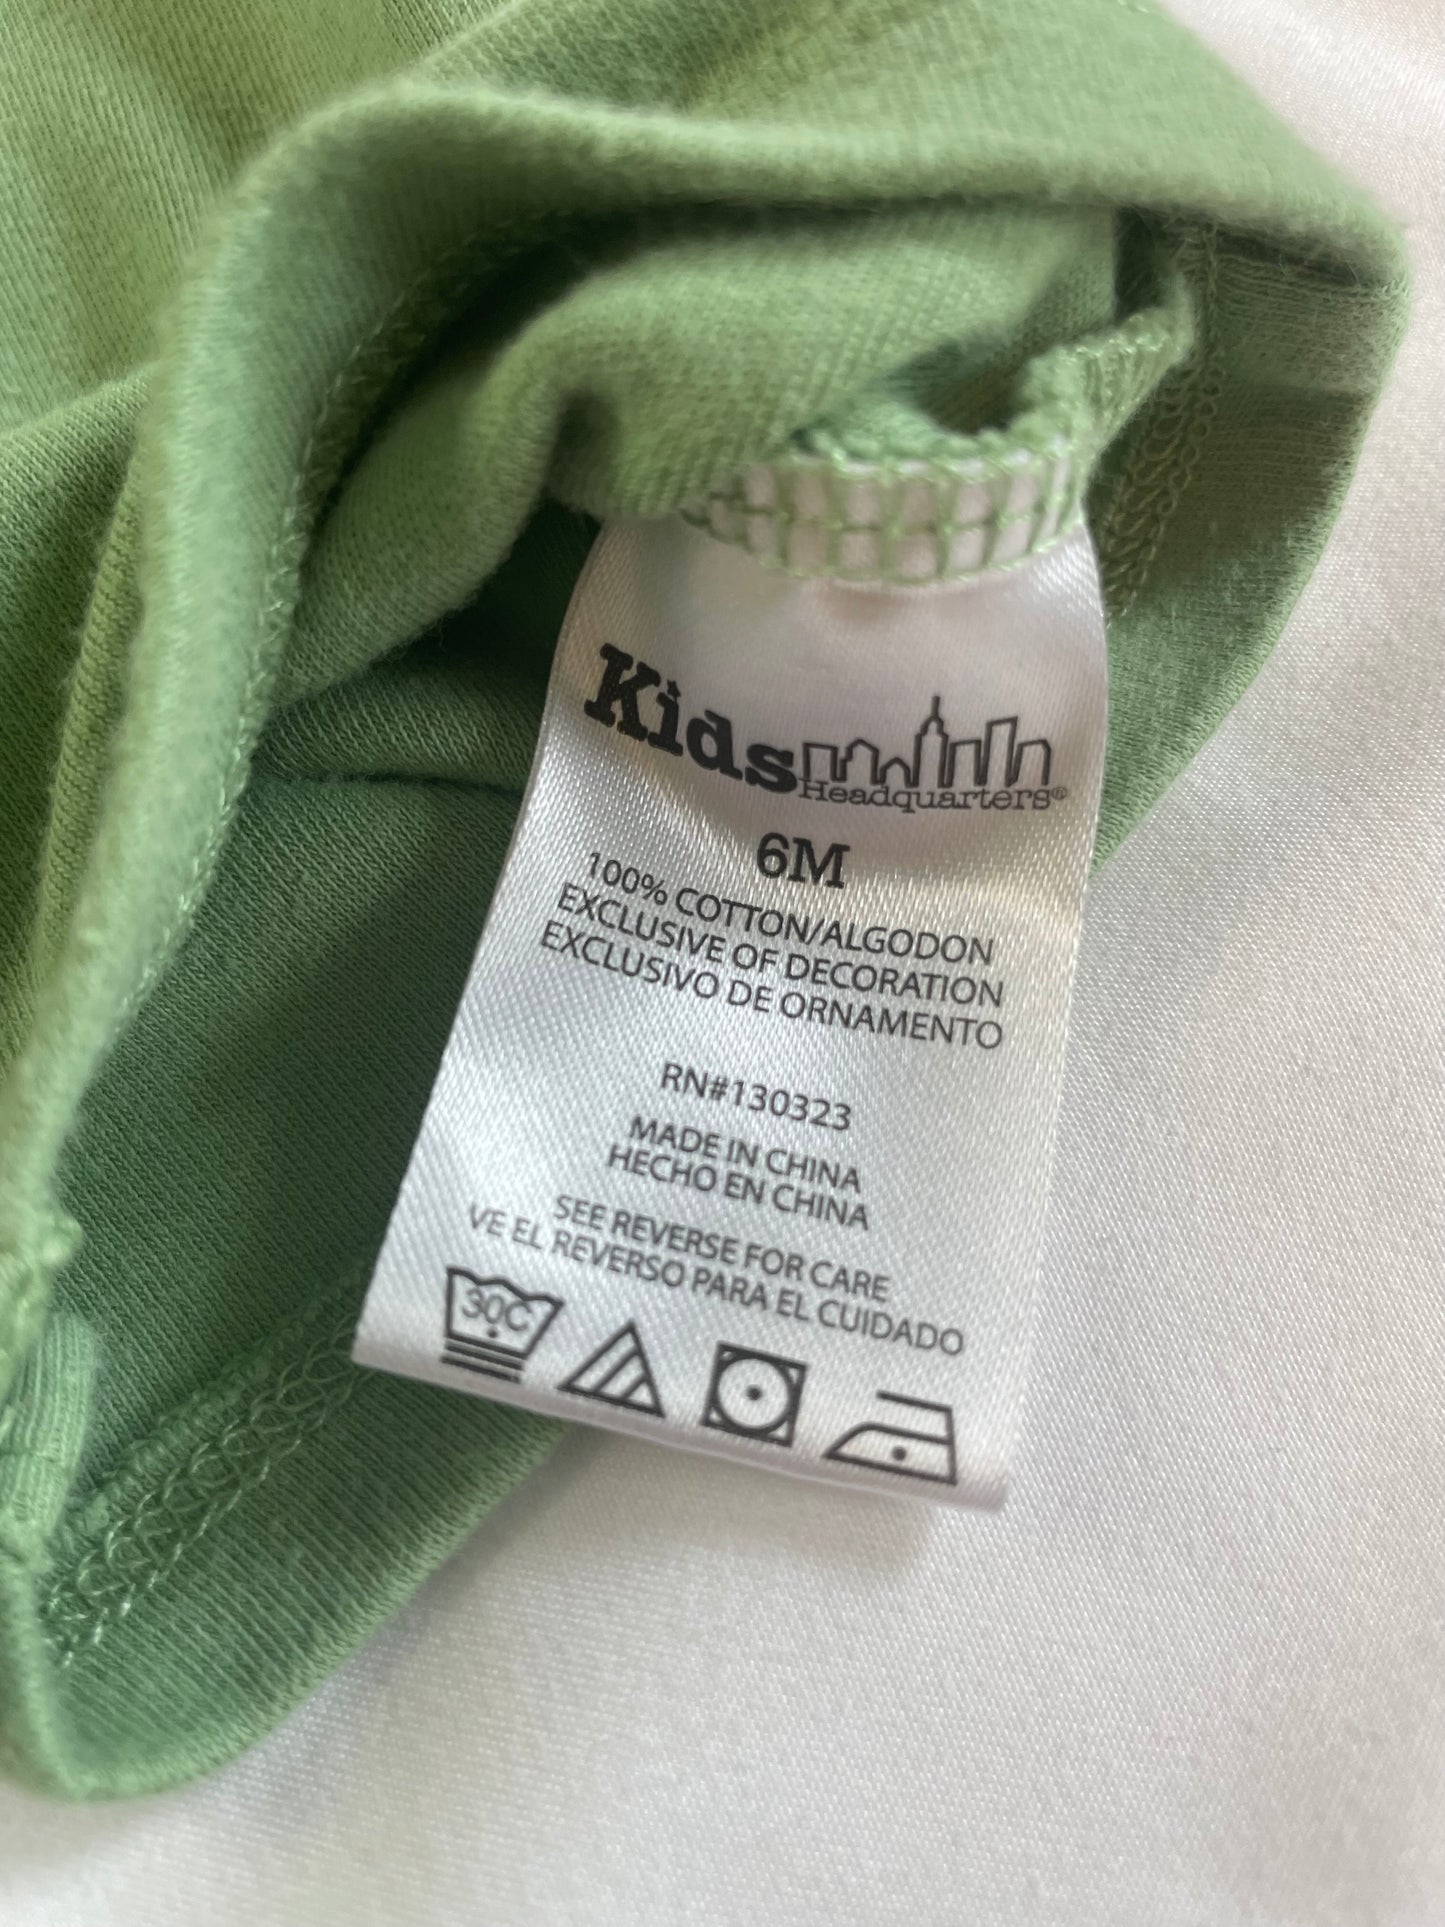 Kids
Headquarters®
6M
100% COTTON/ALGODON
EXCLUSIVE OF DECORATION
EXCLUSIVO DE ORNAMENTO
RN#130323
MADE IN CHINA
HECHO EN CHINA
SEE REVERSE FOR CARE
VE EL REVERSO PARA EL CUIDADO
30C